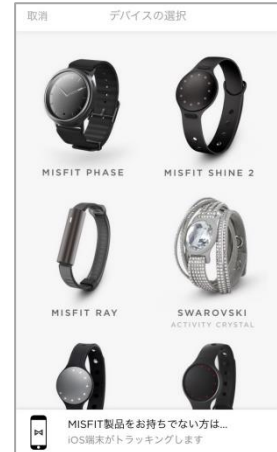 取消 デバイスの選択
MISFIT PHASE MISFIT SHINE 2
MISFIT RAY SWAROVSKI
ACTIVITY CRYSTAL
MISFIT製品をお持ちでない方は...
iOS端末がトラッキングします